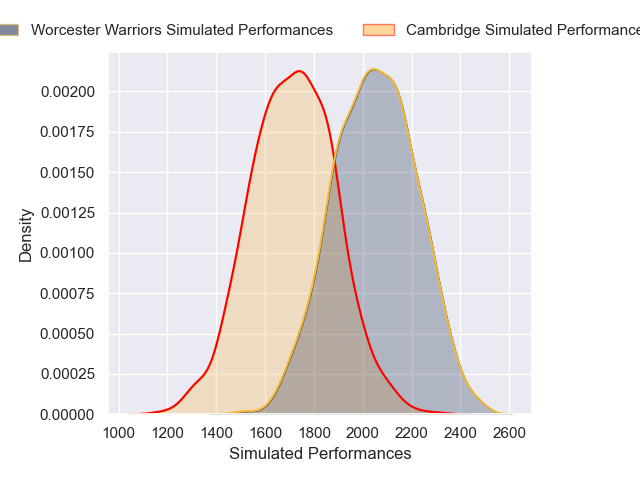 Worcester Warriors Simulated Performances
Cambridge Simulated Performance
0.00200
0.00175
0.00150
0.00125
0.00100
0.00075
0.00050
0.00025
0.00000
Density
1000 1200 1400 1600 1800 2000 2200 2400 2600
Simulated Performances